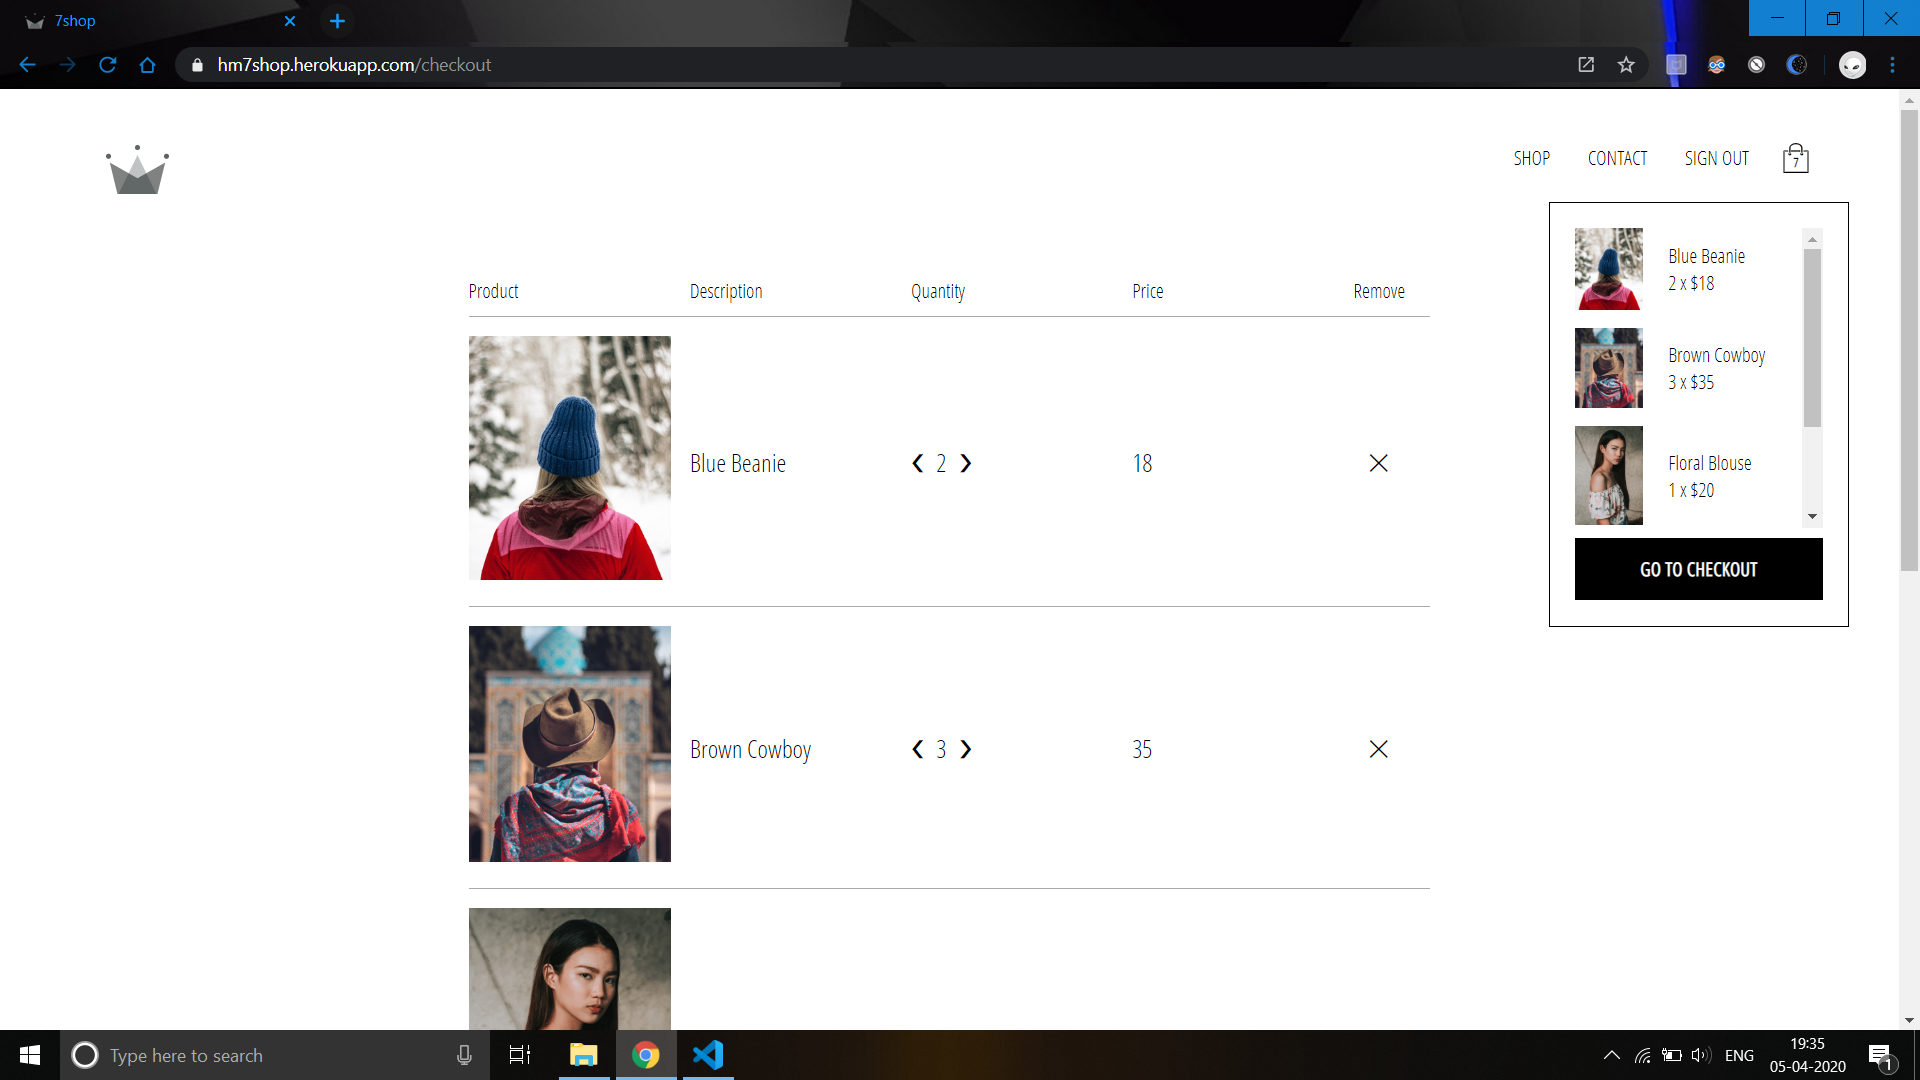 7shop
hm7shop.herokuapp.com/checkout
SHOP CONTACT SIGN OUT 7
Product Description Quantity Price Remove
Blue Beanie 2 18
Brown Cowboy 3 35
Blue Beanie
2 x $18
Brown Cowboy
3 x $35
Floral Blouse
1 x $20
GO TO CHECKOUT
Type here to search
ENG
19:35
05-04-2020
1